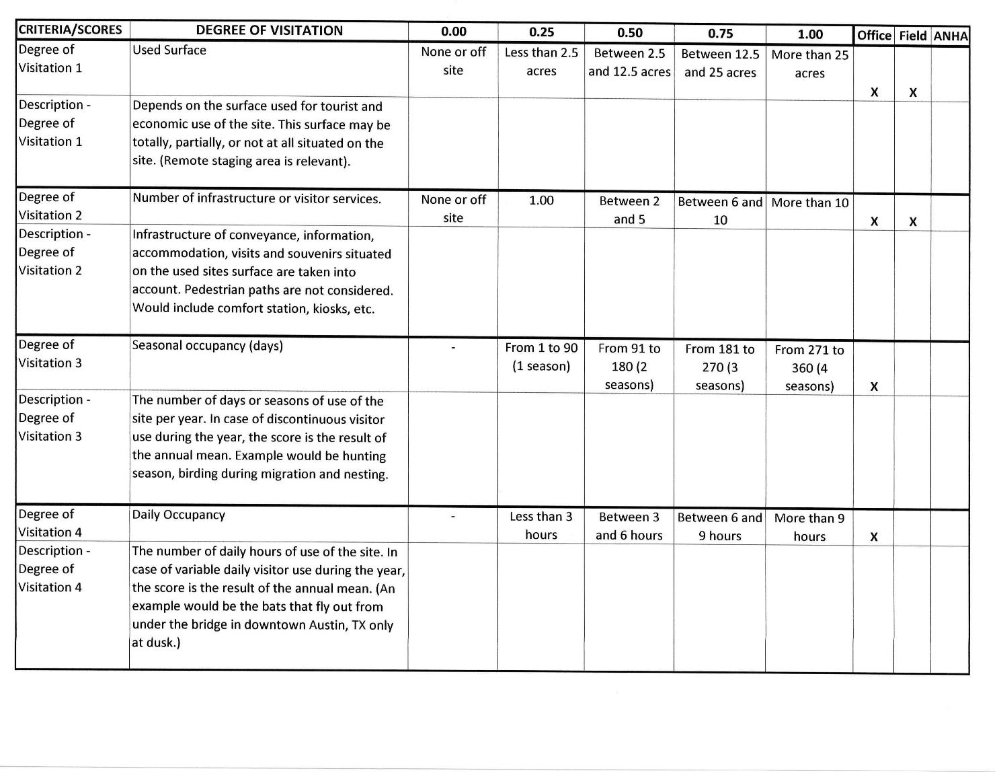 CRITERIA/SCORES DEGREE OF VISITATION 0.00 0.25 0.50 0.75 1.00 Office Field ANHA
Degree of Used Surface None or off Less than 2.5 Between 2.5 Between 12.5 More than 25
Visitation 1 site acres and 12.5 acres and 25 acres acres
X X
Description - Depends on the surface used for tourist and
Degree of economic use of the site. This surface may be
Visitation 1 totally, partially, or not at all situated on the
site. (Remote staging area is relevant).
Degree of Number of infrastructure or visitor services. None or off 1.00 Between 2 Between 6 and More than 10
Visitation 2 site and 5 10 X X
Description - Infrastructure of conveyance, information,
Degree of accommodation, visits and souvenirs situated
Visitation 2 on the used sites surface are taken into
account. Pedestrian paths are not considered.
Would include comfort station, kiosks, etc.
Degree of Seasonal occupancy (days) - From 1 to 90 From 91 to From 181 to From 271 to
Visitation 3 (1 season) 180 (2 270 (3 360 (4
seasons) seasons) seasons) X
Description - The number of days or seasons of use of the
Degree of site per year. In case of discontinuous visitor
Visitation 3 use during the year, the score is the result of
the annual mean. Example would be hunting
season, birding during migration and nesting.
Degree of Daily Occupancy - Less than 3 Between 3 Between 6 and More than 9
Visitation 4 hours and 6 hours 9 hours hours X
Description - The number of daily hours of use of the site. In
Degree of case of variable daily visitor use during the year,
Visitation 4 the score is the result of the annual mean. (An
example would be the bats that fly out from
under the bridge in downtown Austin, TX only
at dusk.)